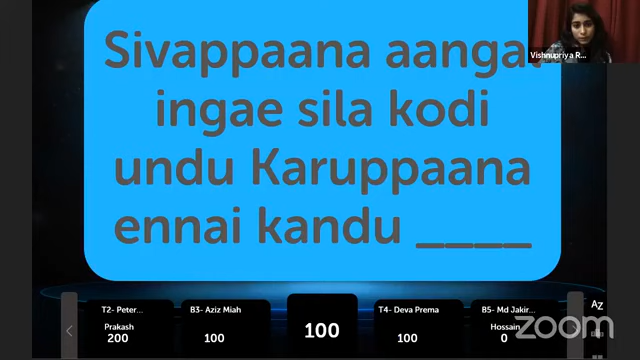 Sivappaana aangal
ingae sila kodi
undu Karuppaana
ennai kandu ____
Vishnupriya R...
T2- Peter...
Prakash
200
B3- Aziz Miah
100
100
T4- Deva Prema
100
B5- Md Jakir...
Hossain
0
Az
zoom